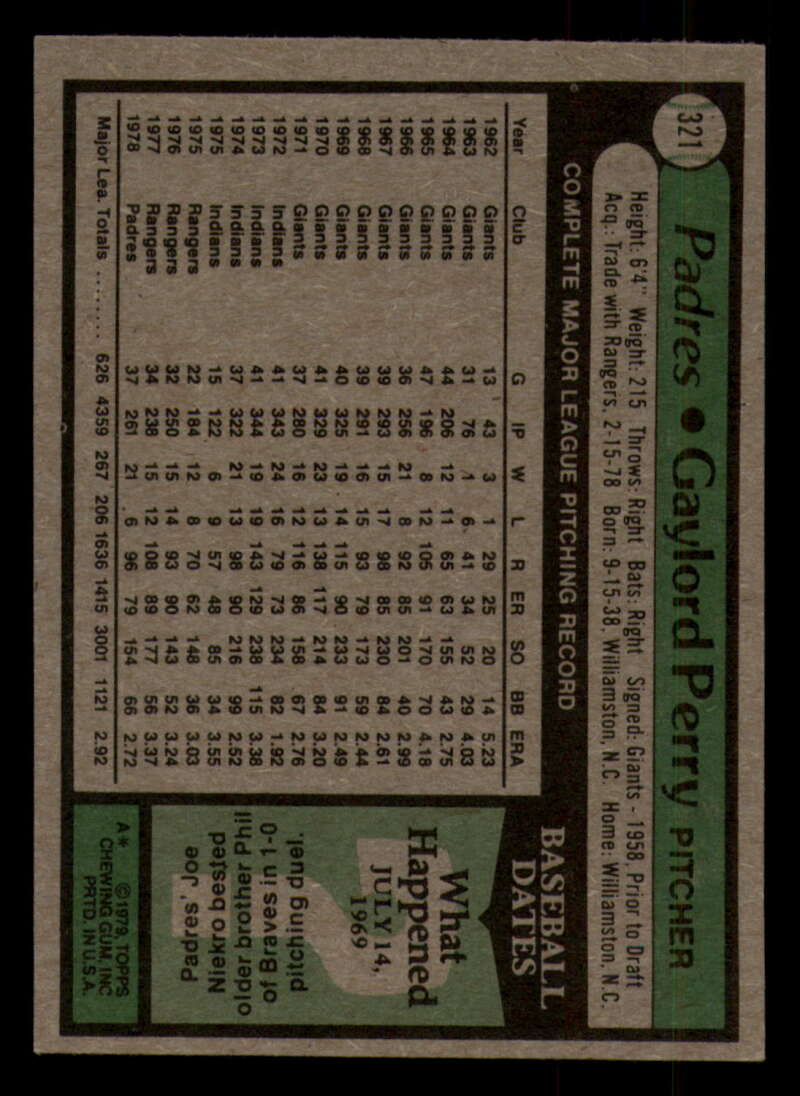 321
Padres • Gaylord Perry PITCHER
Height: 6'4" Weight: 215 Throws: Right Bats: Right Signed: Giants - 1958, Prior to Draft
Acq.: Trade with Rangers, 2-15-78 Born: 9-15-38, Williamston, N.C. Home: Williamston, N.C.
COMPLETE MAJOR LEAGUE PITCHING RECORD
Year Club G IP W L R ER SO BB ERA
1962 Giants 13 43 3 1 29 25 20 14 5.23
1963 Giants 31 76 1 6 41 34 52 29 4.03
1964 Giants 44 206 12 11 65 63 155 43 2.75
1965 Giants 47 196 8 12 105 91 170 70 4.18
1966 Giants 36 256 21 8 92 85 201 40 2.99
1967 Giants 39 293 15 17 98 85 230 84 2.61
1968 Giants 39 291 16 15 93 79 173 59 2.44
1969 Giants 40 325 19 14 115 90 233 91 2.49
1970 Giants 41 329 23 13 138 117 214 84 3.20
1971 Giants 37 280 16 12 116 86 158 67 2.76
1972 Indians 41 343 24 16 79 73 234 82 1.92
1973 Indians 41 344 19 19 143 129 238 115 3.38
1974 Indians 37 322 21 13 98 90 216 99 2.52
1975 Indians 15 122 6 9 57 48 85 34 3.55
1975 Rangers 22 184 12 8 70 62 148 36 3.03
1976 Rangers 32 250 15 14 93 90 143 52 3.24
1977 Rangers 34 238 15 12 108 89 177 56 3.37
1978 Padres 37 261 21 6 96 79 154 66 2.72
Major Lea. Totals ........ 626 4359 267 206 1636 1415 3001 1121 2.92
BASEBALL
DATES
What
Happened
JULY 14,
1969
Padres' Joe
Niekro bested
older brother Phil
of Braves in 1-0
pitching duel.
A* ©1979, TOPPS
CHEWING GUM, INC
PRTD. IN U.S.A.